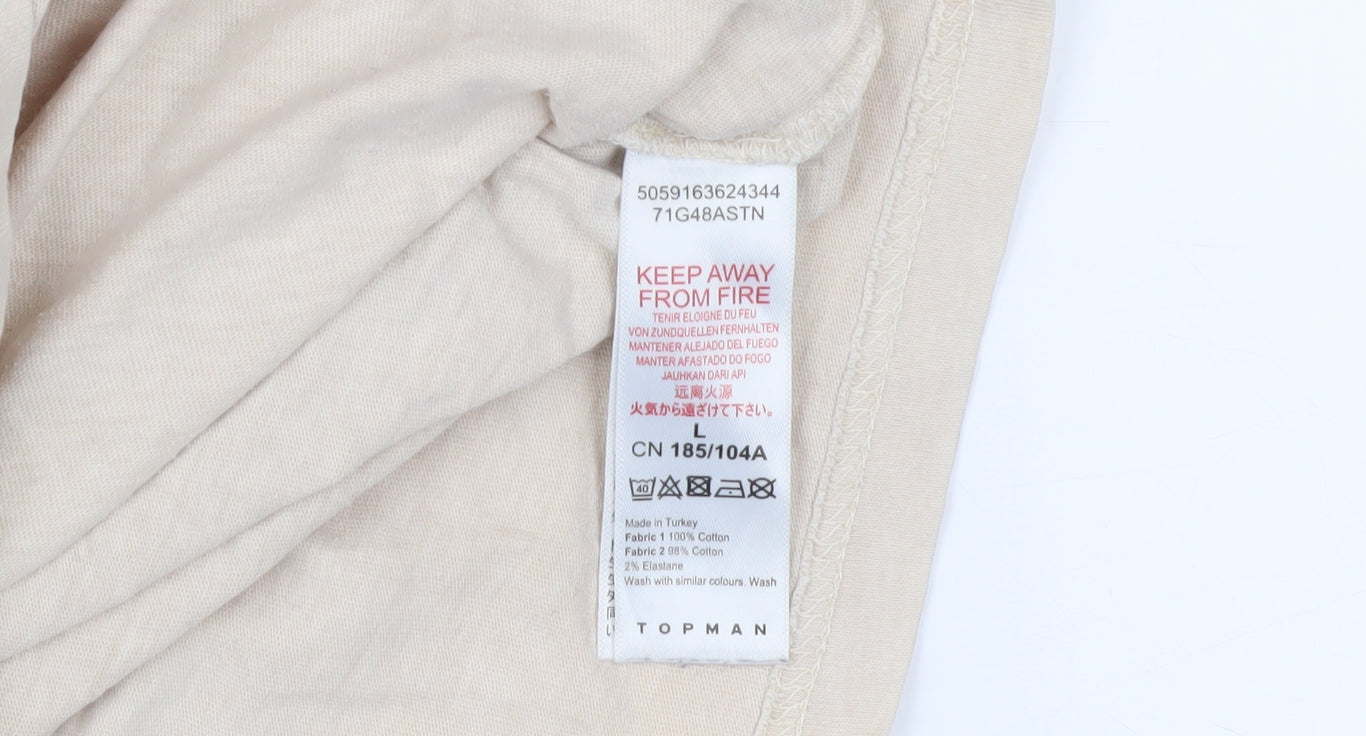 5059163624344
71G48ASTN
KEEP AWAY
FROM FIRE
TENIR ELOIGNE DU FEU
VON ZUNDQUELLEN FERNHALTEN
MANTENER ALEJADO DEL FUEGO
MANTER AFASTADO DO FOGO
JAUHKAN DARI API
远离火源
火気から遠ざけて下さい。
L
CN 185/104A
40
Made in Turkey
Fabric 1 100% Cotton
Fabric 2 98% Cotton
2% Elastane
Wash with similar colours. Wash
TOPMAN